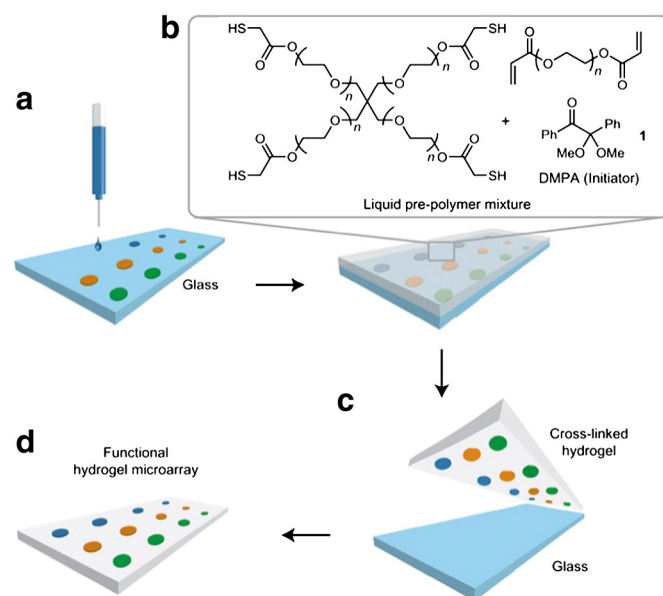 b
HS
O
O
O
n
O
n
O
SH
O
O
O
n
O
O
n
O
+
O
Ph
Ph
MeO
OMe
1
DMPA (Initiator)
HS
O
O
O
n
O
n
O
SH
O
Liquid pre-polymer mixture
a
Glass
c
Cross-linked
hydrogel
Glass
d
Functional
hydrogel microarray